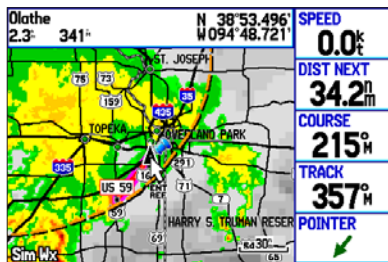 Olathe
N 38°53.496'
2.3 341°
W094°48.721'
SPEED
0.0kt
DIST NEXT
34.2nm
COURSE
215°M
TRACK
357°M
POINTER
ST. JOSEPH
75
73
159
35
435
TOPEKA
OVERLAND PARK
335
291
US 59
71
7
59
69
HARRY S. TRUMAN RESER
30
Sim Wx